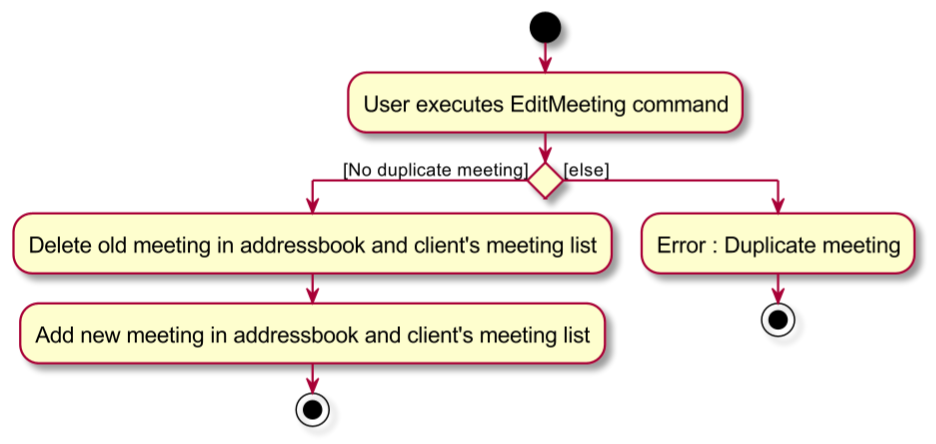 User executes EditMeeting command
[No duplicate meeting]
[else]
Delete old meeting in addressbook and client's meeting list
Error : Duplicate meeting
Add new meeting in addressbook and client's meeting list